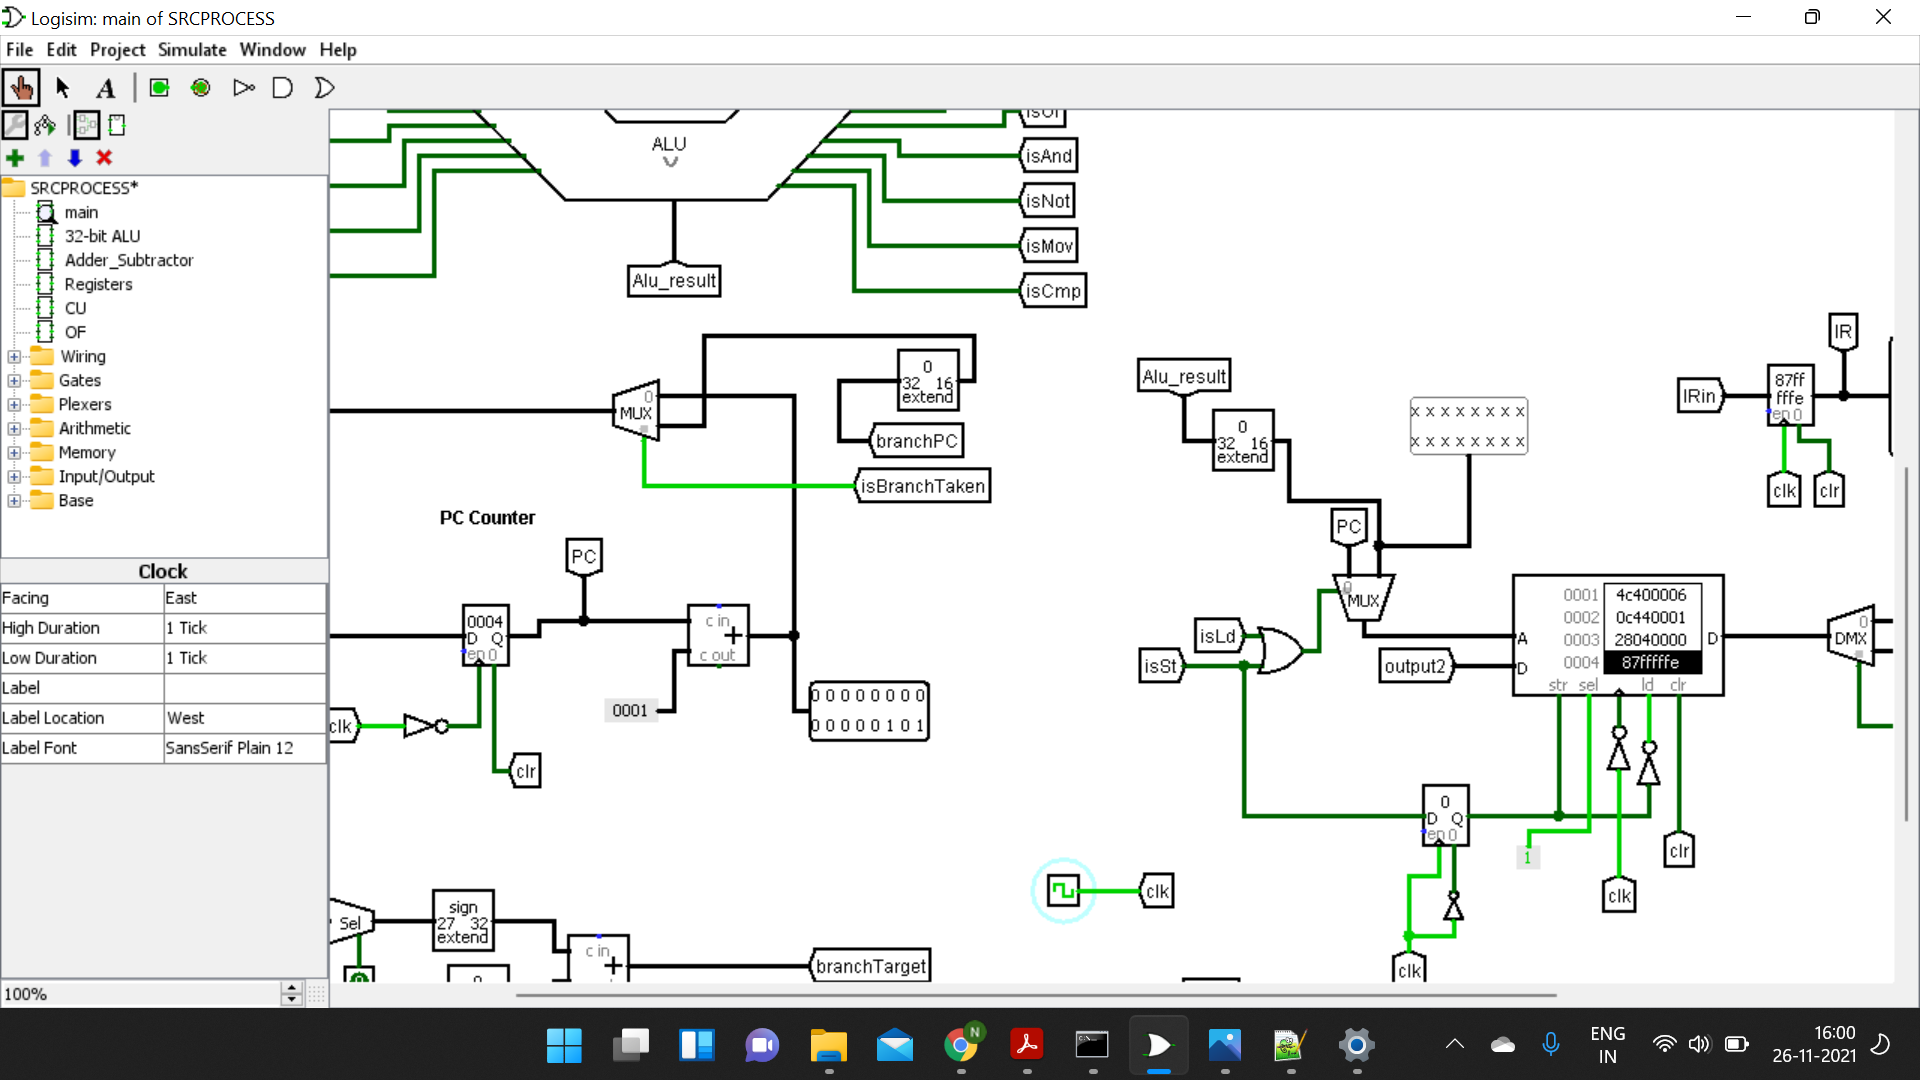 Logisim: main of SRCPROCESS
File Edit Project Simulate Window Help
A
SRCPROCESS*
main
32-bit ALU
Adder_Subtractor
Registers
CU
OF
Wiring
Gates
Plexers
Arithmetic
Memory
Input/Output
Base
Clock
Facing East
High Duration 1 Tick
Low Duration 1 Tick
Label
Label Location West
Label Font SansSerif Plain 12
100%
ALU
Alu_result
isOr
isAnd
isNot
isMov
isCmp
MUX
0
0
32 16
extend
branchPC
isBranchTaken
PC Counter
PC
0004
D Q
en 0
clk
clr
c in
+
c out
0001
0 0 0 0 0 0 0 0
0 0 0 0 0 1 0 1
Sel
sign
27 32
extend
c in
+
branchTarget
clk
Alu_result
0
32 16
extend
x x x x x x x x
x x x x x x x x
PC
0
MUX
isLd
isSt
output2
A
D
0001 4c400006
0002 0c440001
0003 28040000
0004 87fffffe
D
str sel ld clr
0
DMX
0
D Q
en 0
1
clk
clk
clr
IR
IRin
87ff
fffe
en 0
clk
clr
N
ENG
IN
16:00
26-11-2021